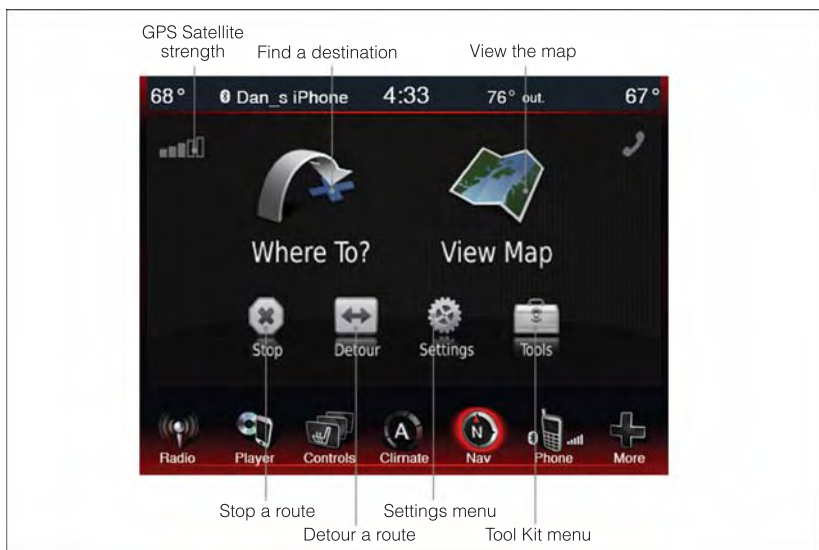 GPS Satellite
strength
Find a destination
View the map
68° Dan_s iPhone 4:33 76° out. 67°
Where To? View Map
Stop Detour Settings Tools
N
A
Radio Player Controls Climate Nav Phone More
Stop a route
Settings menu
Detour a route
Tool Kit menu